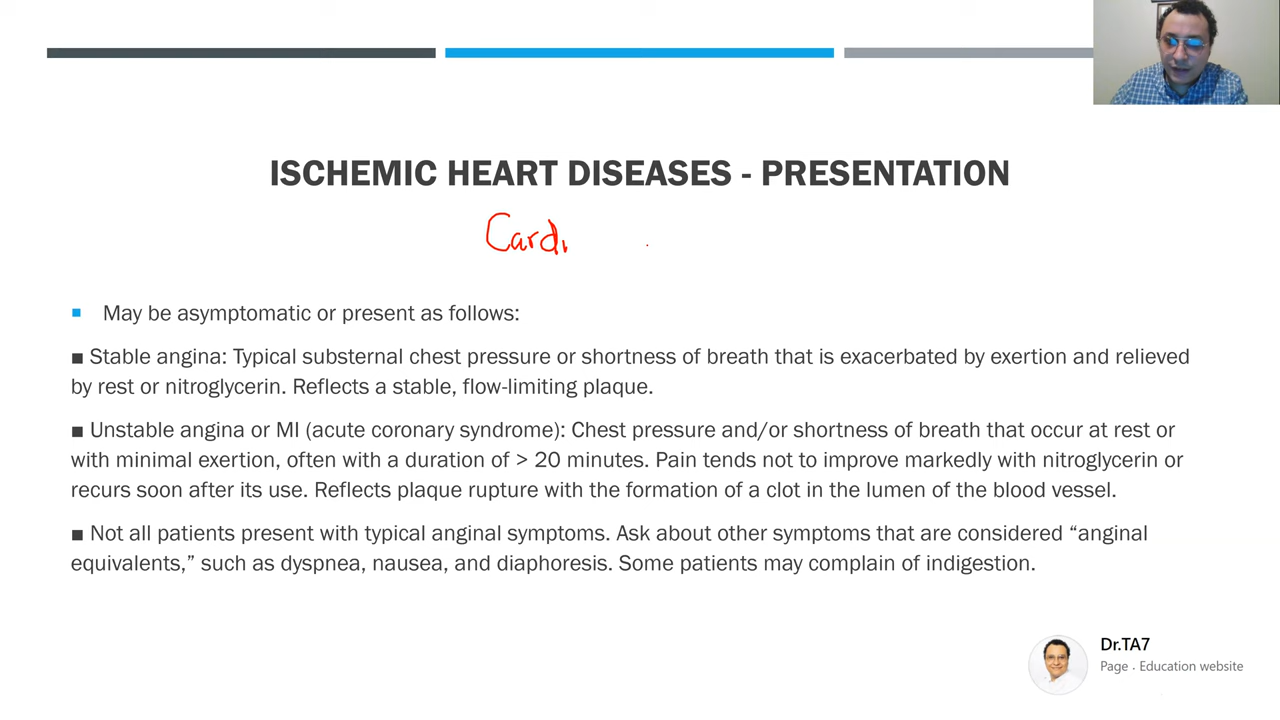 ISCHEMIC HEART DISEASES - PRESENTATION
Cardi
■ May be asymptomatic or present as follows:
■ Stable angina: Typical substernal chest pressure or shortness of breath that is exacerbated by exertion and relieved
by rest or nitroglycerin. Reflects a stable, flow-limiting plaque.
■ Unstable angina or MI (acute coronary syndrome): Chest pressure and/or shortness of breath that occur at rest or
with minimal exertion, often with a duration of > 20 minutes. Pain tends not to improve markedly with nitroglycerin or
recurs soon after its use. Reflects plaque rupture with the formation of a clot in the lumen of the blood vessel.
■ Not all patients present with typical anginal symptoms. Ask about other symptoms that are considered “anginal
equivalents,” such as dyspnea, nausea, and diaphoresis. Some patients may complain of indigestion.
Dr.TA7
Page · Education website